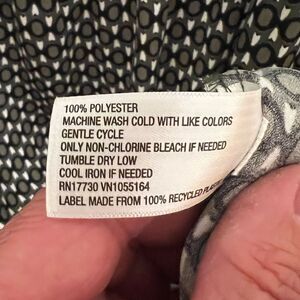 100% POLYESTER
MACHINE WASH COLD WITH LIKE COLORS
GENTLE CYCLE
ONLY NON-CHLORINE BLEACH IF NEEDED
TUMBLE DRY LOW
COOL IRON IF NEEDED
RN17730 VN1055164
LABEL MADE FROM 100% RECYCLED PLASTIC